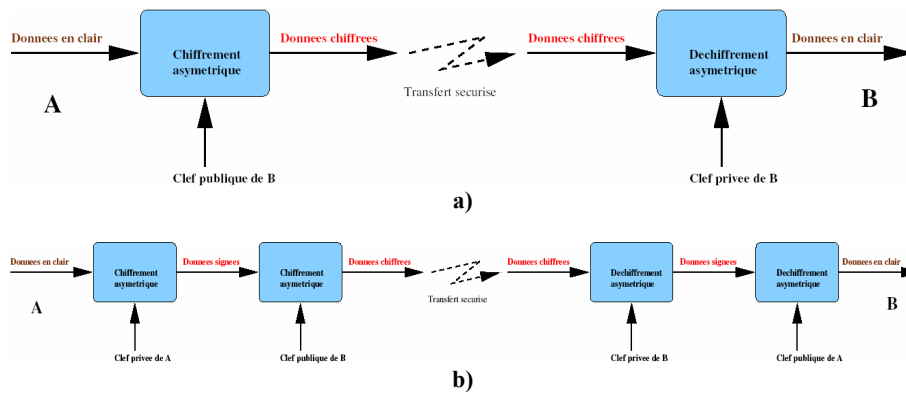 Donnees en clair
Donnees chiffrees
Donnees chiffrees
Donnees en clair
Chiffrement
asymetrique
Dechiffrement
asymetrique
A
Transfert securise
B
Clef publique de B
Clef privee de B
a)
Donnees en clair
Donnees signees
Donnees chiffrees
Donnees chiffrees
Donnees signees
Donnees en clair
Chiffrement
asymetrique
Chiffrement
asymetrique
Dechiffrement
asymetrique
Dechiffrement
asymetrique
A
Transfert securise
B
Clef privee de A
Clef publique de B
Clef privee de B
Clef publique de A
b)